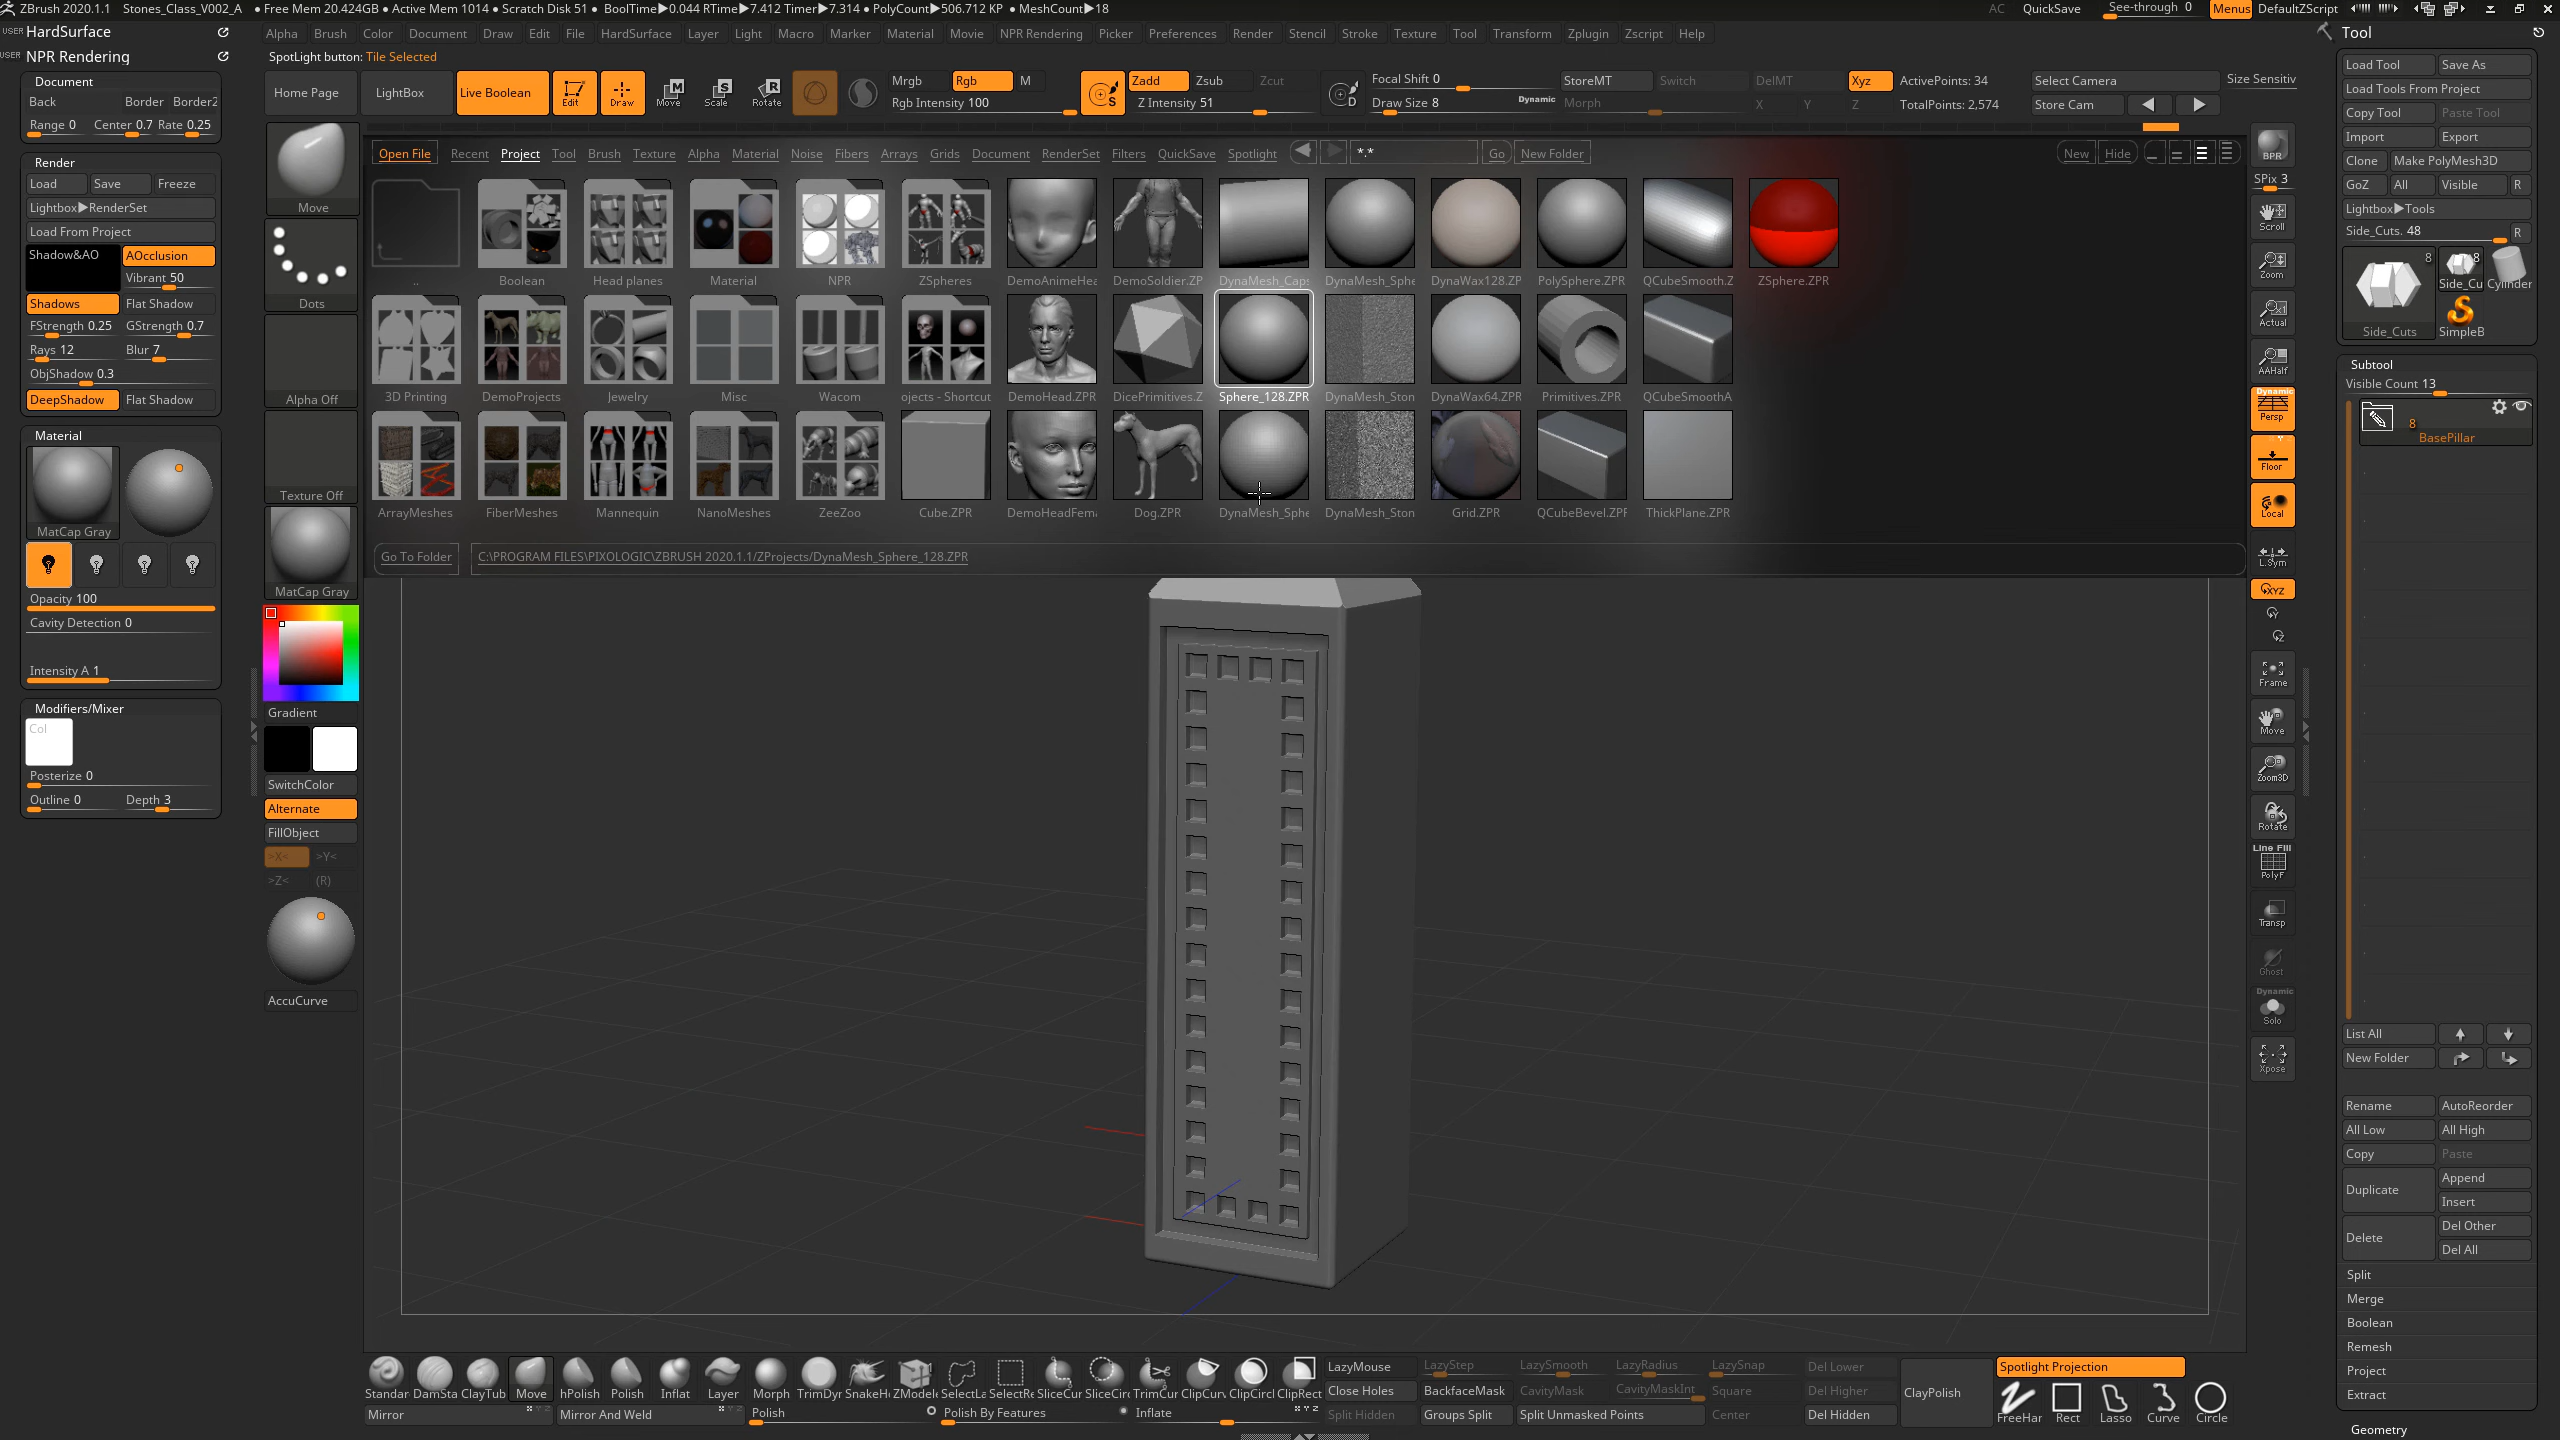 ZBrush 2020.1.1 Stones_Class_V002_A • Free Mem 20.424GB • Active Mem 1014 • Scratch Disk 51 • BoolTime▶0.044 RTime▶7.412 Timer▶7.314 • PolyCount▶506.712 KP • MeshCount▶18 AC QuickSave See-through 0 Menus DefaultZScript
USER HardSurface
USER NPR Rendering
Alpha Brush Color Document Draw Edit File HardSurface Layer Light Macro Marker Material Movie NPR Rendering Picker Preferences Render Stencil Stroke Texture Tool Transform Zplugin Zscript Help
SpotLight button: Tile Selected
Document
Back Border Border2
Range 0 Center 0.7 Rate 0.25
Render
Load Save Freeze
Lightbox▶RenderSet
Load From Project
Shadow&AO AOcclusion
Vibrant 50
Shadows Flat Shadow
FStrength 0.25 GStrength 0.7
Rays 12 Blur 7
ObjShadow 0.3
DeepShadow Flat Shadow
Material
MatCap Gray
Opacity 100
Cavity Detection 0
Intensity A 1
Modifiers/Mixer
Col
Posterize 0
Outline 0 Depth 3
Home Page LightBox Live Boolean Edit Draw Move Scale Rotate
Mrgb Rgb M
Rgb Intensity 100
S
Zadd Zsub Zcut
Z Intensity 51
D
Focal Shift 0
Draw Size 8 Dynamic
StoreMT Switch DelMT
Morph X Y Z
Xyz ActivePoints: 34
TotalPoints: 2,574
Select Camera Size Sensitiv
Store Cam
Move
Dots
Alpha Off
Texture Off
MatCap Gray
Gradient
SwitchColor
Alternate
FillObject
>X< >Y<
>Z< (R)
AccuCurve
Open File Recent Project Tool Brush Texture Alpha Material Noise Fibers Arrays Grids Document RenderSet Filters QuickSave Spotlight *.* Go New Folder New Hide
.. Boolean Head planes Material NPR ZSpheres DemoAnimeHea DemoSoldier.ZP DynaMesh_Caps DynaMesh_Sphe DynaWax128.ZP PolySphere.ZPR QCubeSmooth.Z ZSphere.ZPR
3D Printing DemoProjects Jewelry Misc Wacom ojects - Shortcut DemoHead.ZPR DicePrimitives.Z Sphere_128.ZPR DynaMesh_Ston DynaWax64.ZPR Primitives.ZPR QCubeSmoothA
ArrayMeshes FiberMeshes Mannequin NanoMeshes ZeeZoo Cube.ZPR DemoHeadFema Dog.ZPR DynaMesh_Sphe DynaMesh_Ston Grid.ZPR QCubeBevel.ZPF ThickPlane.ZPR
Go To Folder C:\PROGRAM FILES\PIXOLOGIC\ZBRUSH 2020.1.1/ZProjects/DynaMesh_Sphere_128.ZPR
BPR
SPix 3
Scroll
Zoom
Actual
AAHalf
Dynamic
Persp
Floor
Local
L.Sym
XYZ
Y
Z
Frame
Move
Zoom3D
Rotate
Line Fill
PolyF
Transp
Ghost
Dynamic
Solo
Xpose
Tool
Load Tool Save As
Load Tools From Project
Copy Tool Paste Tool
Import Export
Clone Make PolyMesh3D
GoZ All Visible R
Lightbox▶Tools
Side_Cuts. 48 R
8 8
Side_Cu Cylinder
Side_Cuts SimpleB
Subtool
Visible Count 13
8
BasePillar
List All
New Folder
Rename AutoReorder
All Low All High
Copy Paste
Duplicate Append
Insert
Delete Del Other
Del All
Split
Merge
Boolean
Remesh
Project
Extract
Geometry
Standar DamSta ClayTub Move hPolish Polish Inflat Layer Morph TrimDyr SnakeH ZModel SelectLa SelectRe SliceCur SliceCirc TrimCur ClipCurv ClipCircl ClipRect
Mirror Mirror And Weld Polish Polish By Features Inflate
LazyMouse LazyStep LazySmooth LazyRadius LazySnap Del Lower
Close Holes BackfaceMask CavityMask CavityMaskInt Square Del Higher
Split Hidden Groups Split Split Unmasked Points Center Del Hidden
ClayPolish
Spotlight Projection
FreeHar Rect Lasso Curve Circle